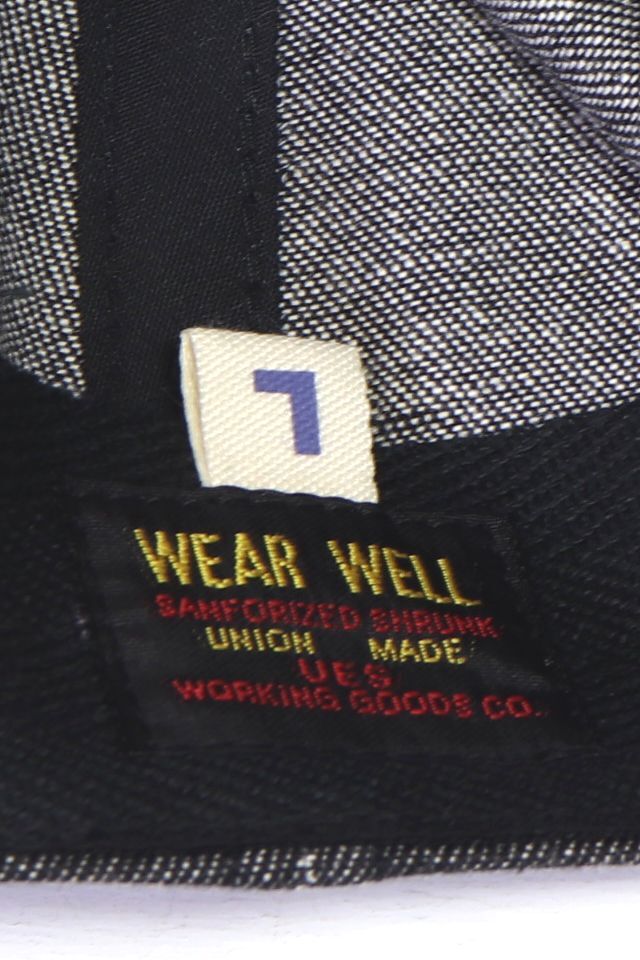 L
WEAR WELL
SANFORIZED SHRUNK
UNION MADE
UES
WORKING GOODS CO.